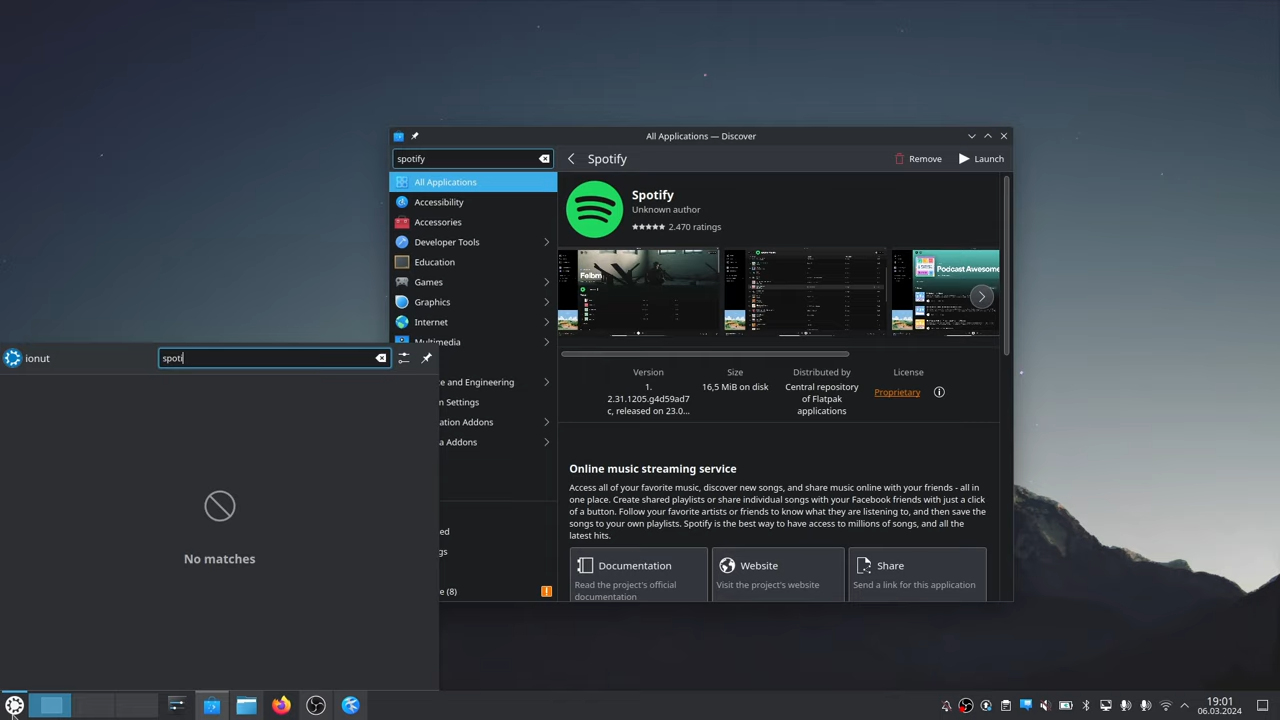 All Applications — Discover
spotify
Spotify
Remove
Launch
All Applications
Accessibility
Accessories
Developer Tools
Education
Games
Graphics
Internet
Multimedia
ce and Engineering
m Settings
ation Addons
a Addons
ed
gs
e (8)
Spotify
Unknown author
★★★★★ 2.470 ratings
Felbm
Podcast Awesome
Version
1.
2.31.1205.g4d59ad7
c, released on 23.0...
Size
16,5 MiB on disk
Distributed by
Central repository
of Flatpak
applications
License
Proprietary
Online music streaming service
Access all of your favorite music, discover new songs, and share music online with your friends - all in
one place. Create shared playlists or share individual songs with your Facebook friends with just a click
of a button. Follow your favorite artists or friends to know what they are listening to, and then save the
songs to your own playlists. Spotify is the best way to have access to millions of songs, and all the
latest hits.
Documentation
Read the project's official
documentation
Website
Visit the project's website
Share
Send a link for this application
ionut
spoti
No matches
19:01
06.03.2024